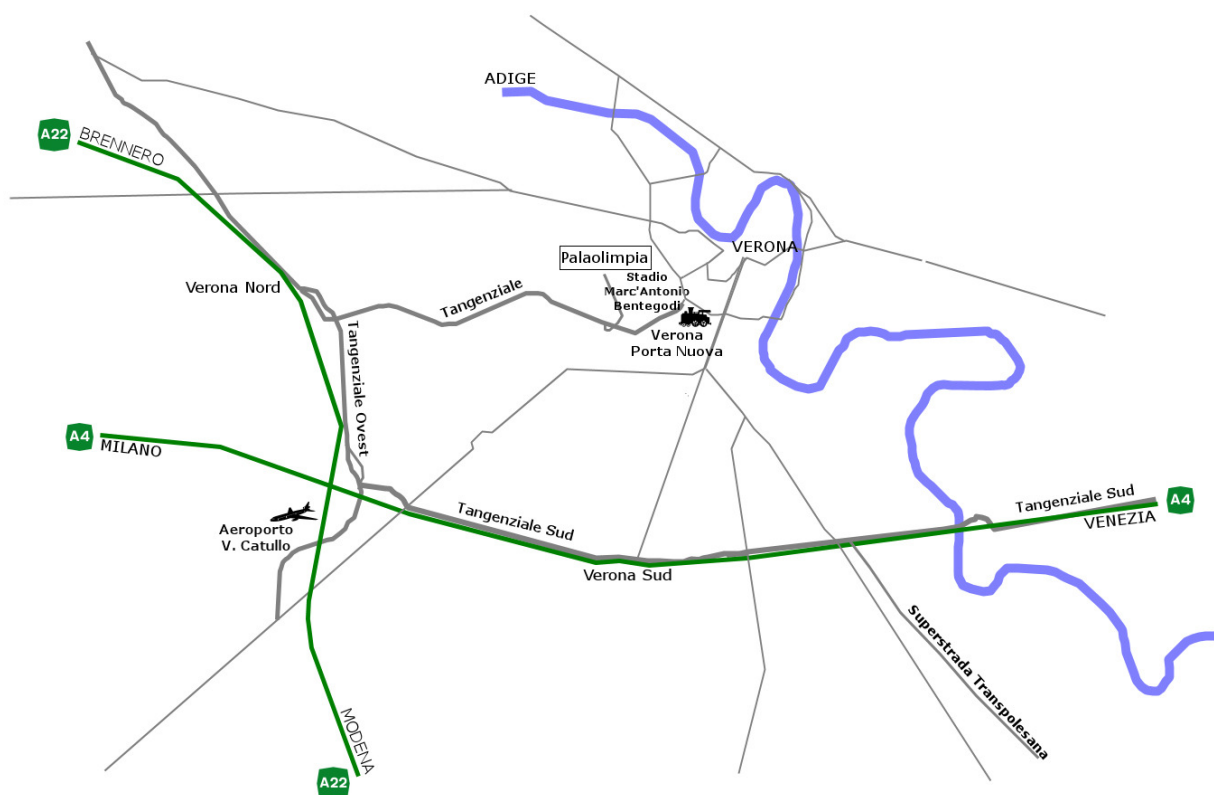 ADIGE
A22
BRENNERO
VERONA
Palaolimpia
Stadio
Marc'Antonio
Bentegodi
Verona Nord
Tangenziale
Tangenziale Ovest
Verona
Porta Nuova
A4
MILANO
Tangenziale Sud
A4
VENEZIA
Tangenziale Sud
Aeroporto
V. Catullo
Verona Sud
Superstrada Transpolesana
MODENA
A22